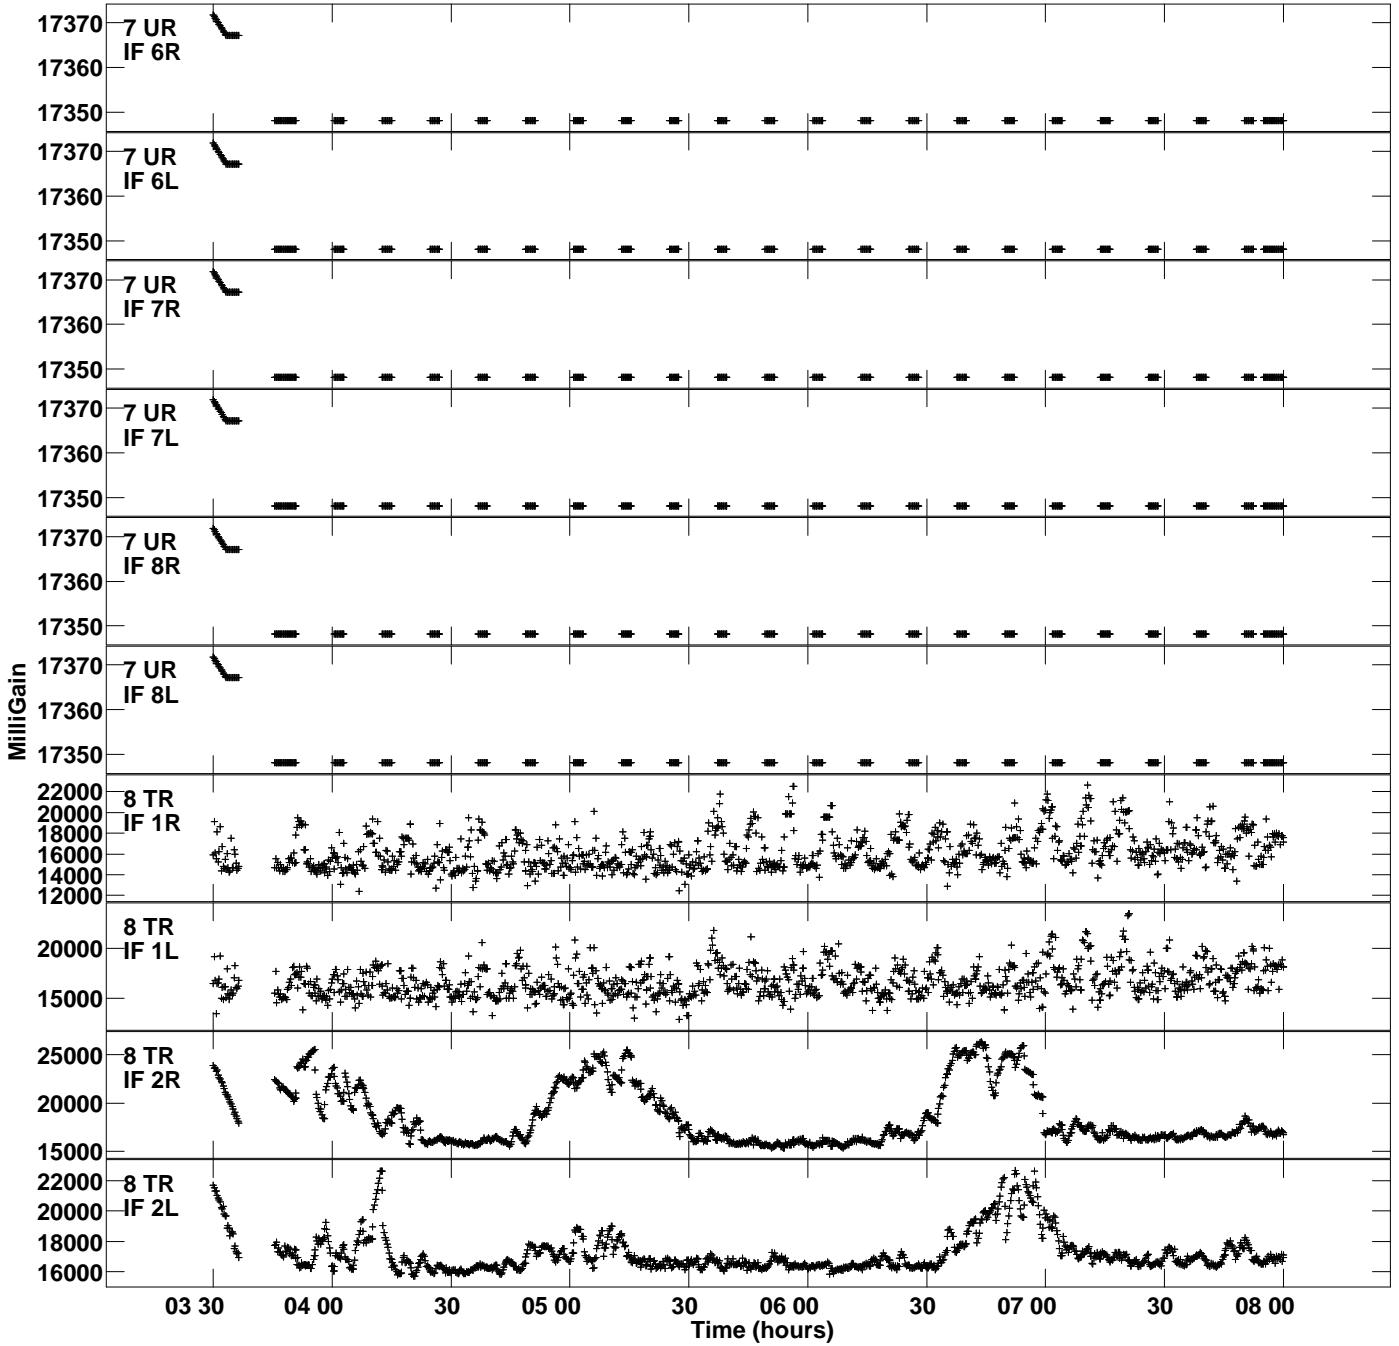 17370
17360
17350
7 UR
IF 6R
17370
17360
17350
7 UR
IF 6L
17370
17360
17350
7 UR
IF 7R
17370
17360
17350
7 UR
IF 7L
17370
17360
17350
7 UR
IF 8R
17370
17360
17350
7 UR
IF 8L
22000
20000
18000
16000
14000
12000
8 TR
IF 1R
20000
15000
8 TR
IF 1L
25000
20000
15000
8 TR
IF 2R
22000
20000
18000
16000
8 TR
IF 2L
MilliGain
03 30 04 00 30 05 00 30 06 00 30 07 00 30 08 00
Time (hours)